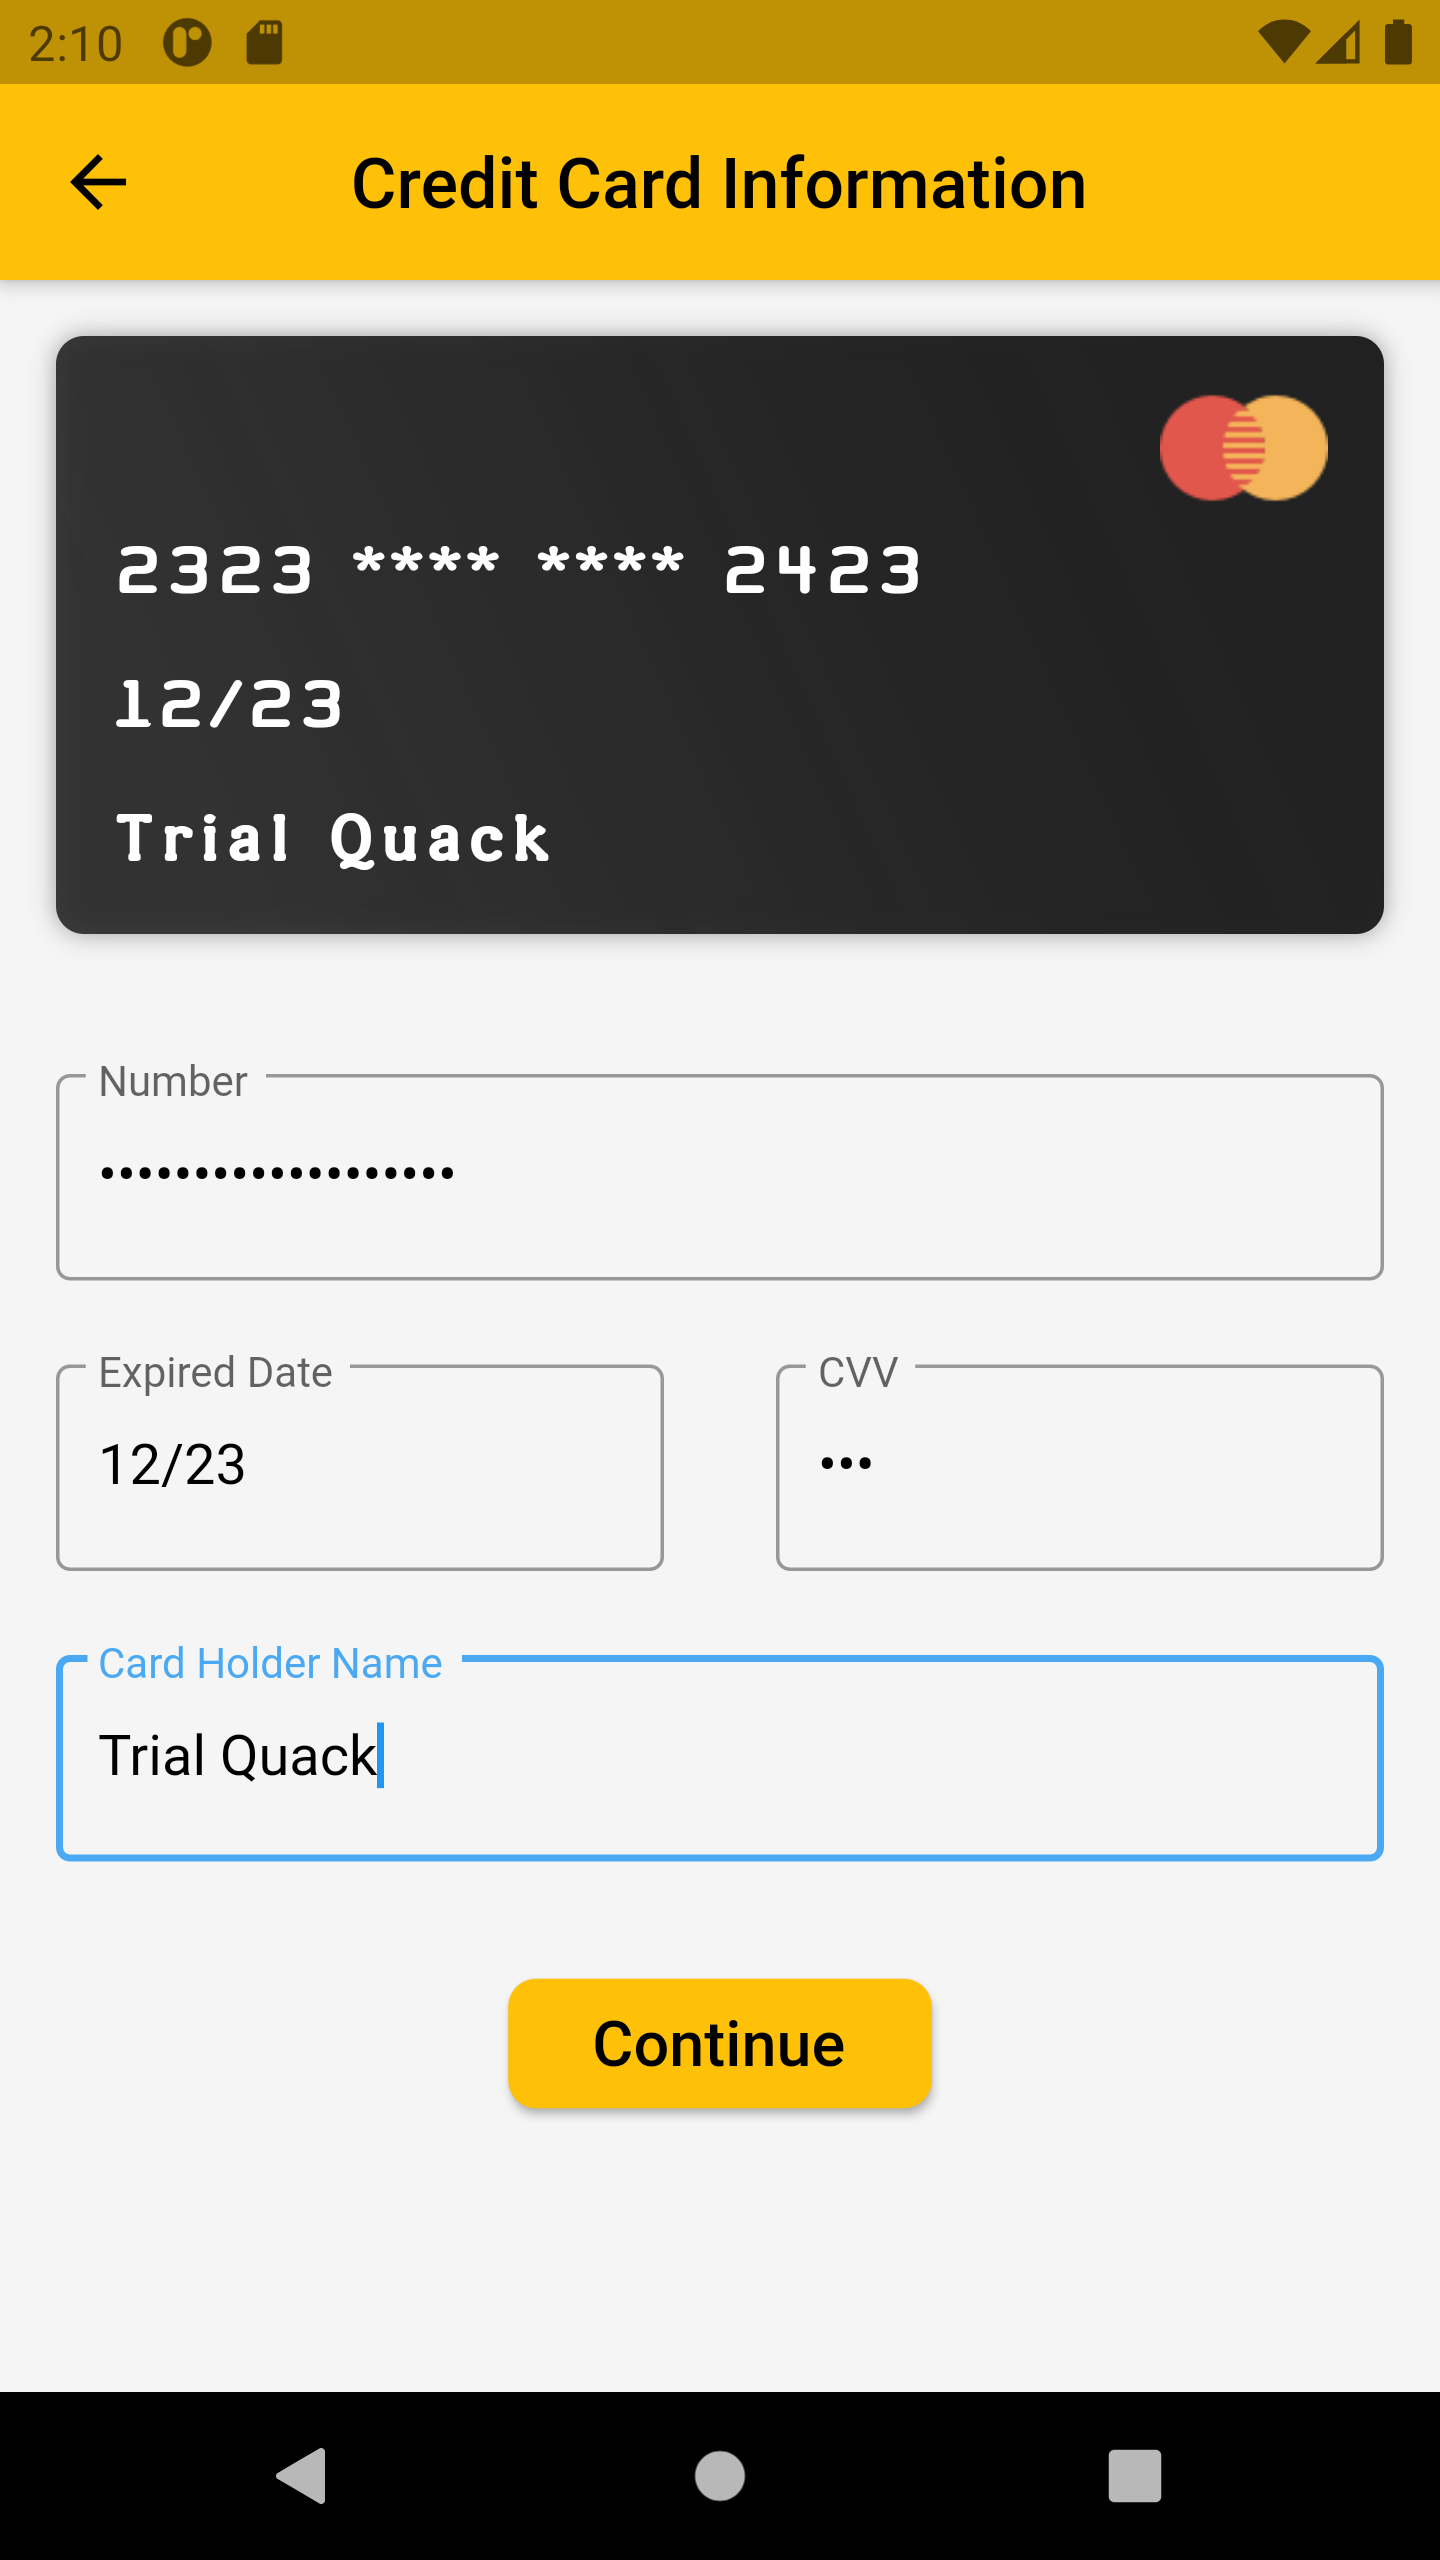 2:10
Credit Card Information
2323 **** **** 2423
12/23
Trial Quack
Number
•••••••••••••••••••
Expired Date
CVV
12/23
•••
Card Holder Name
Trial Quack
Continue